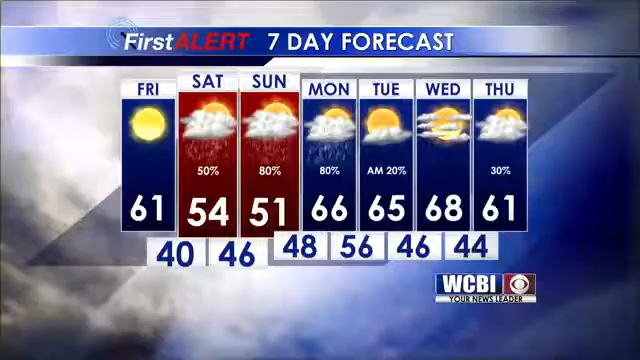 FirstALERT 7 DAY FORECAST
FRI SAT SUN MON TUE WED THU
50% 80% 80% AM 20% 30%
61 54 51 66 65 68 61
40 46 48 56 46 44
WCBI
YOUR NEWS LEADER